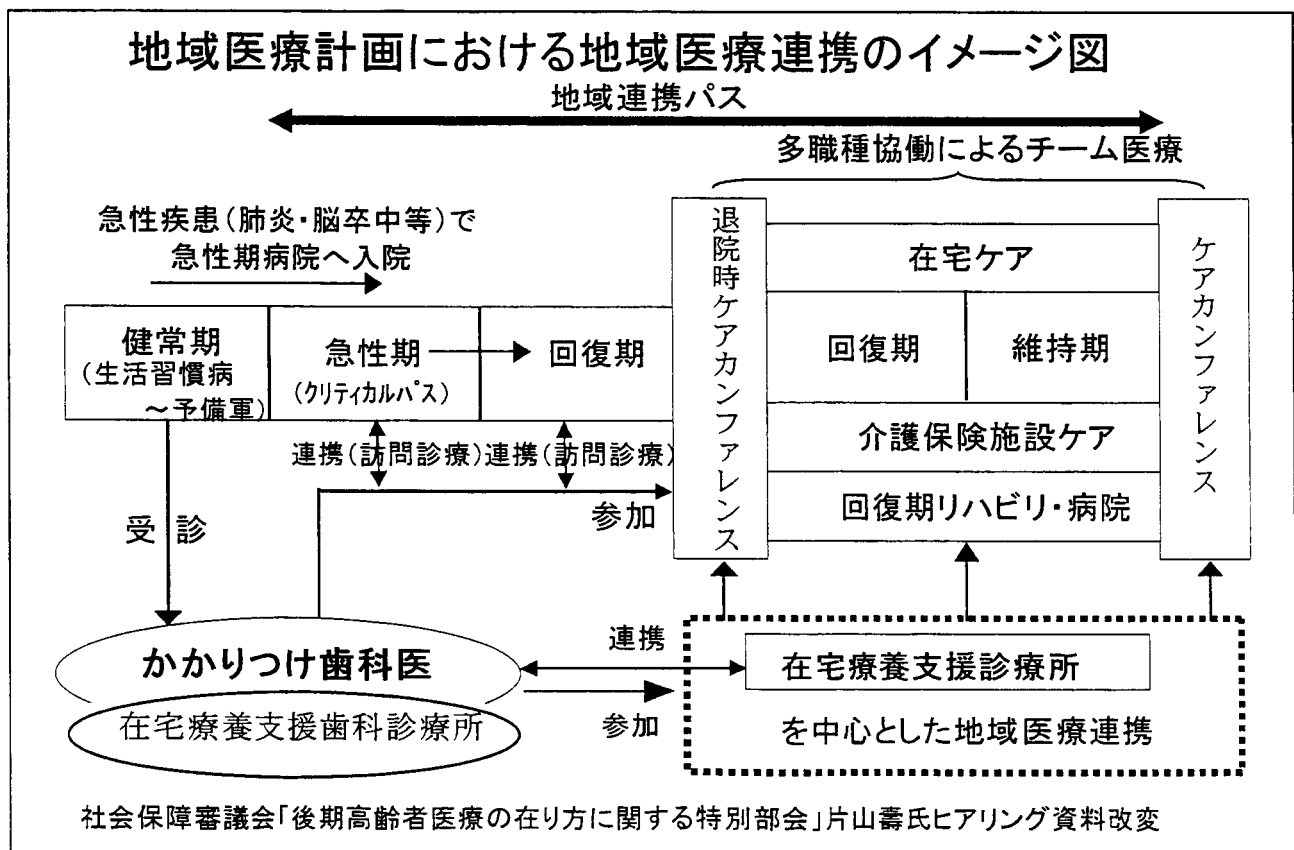 地域医療計画における地域医療連携のイメージ図
地域連携パス
多職種協働によるチーム医療
急性疾患(肺炎・脳卒中等)で
急性期病院へ入院
健常期
(生活習慣病
～予備軍)
急性期
(クリティカルパス)
回復期
退院時ケアカンファレンス
在宅ケア
回復期
維持期
介護保険施設ケア
回復期リハビリ・病院
ケアカンファレンス
連携(訪問診療)
連携(訪問診療)
参加
受診
かかりつけ歯科医
在宅療養支援歯科診療所
連携
参加
在宅療養支援診療所
を中心とした地域医療連携
社会保障審議会「後期高齢者医療の在り方に関する特別部会」片山壽氏ヒアリング資料改変